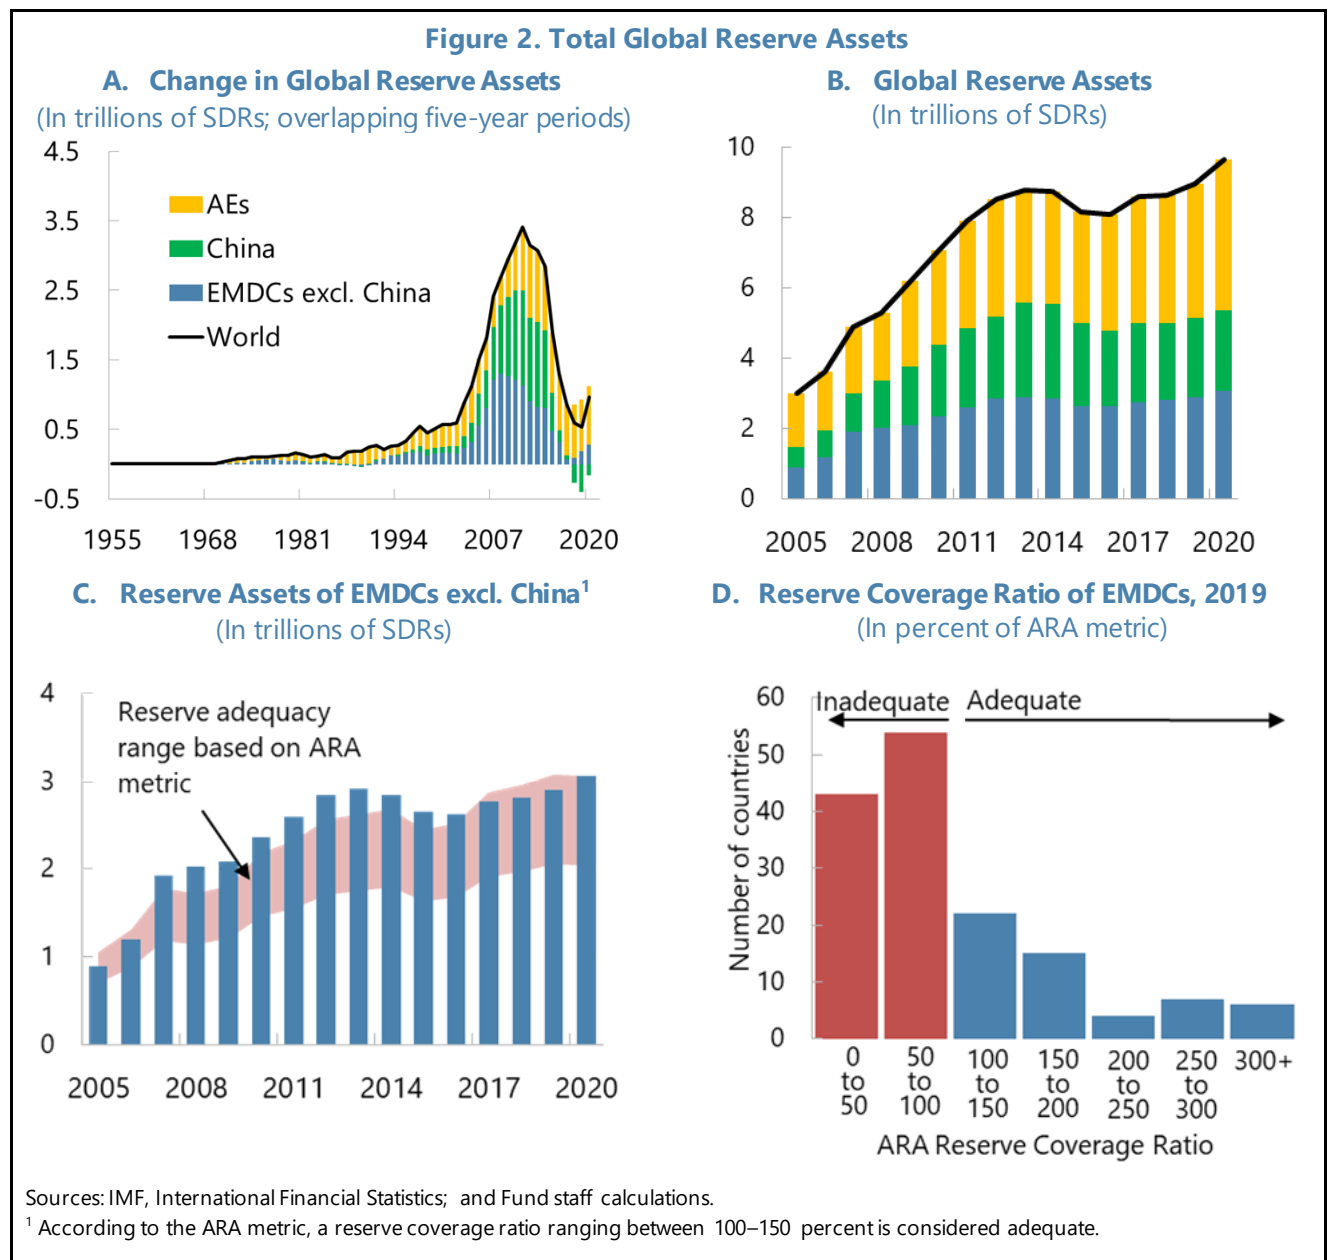 Figure 2. Total Global Reserve Assets
A. Change in Global Reserve Assets
(In trillions of SDRs; overlapping five-year periods)
4.5
3.5
2.5
1.5
0.5
-0.5
AEs
China
EMDCs excl. China
World
1955 1968 1981 1994 2007 2020
B. Global Reserve Assets
(In trillions of SDRs)
10
8
6
4
2
0
2005 2008 2011 2014 2017 2020
C. Reserve Assets of EMDCs excl. China¹
(In trillions of SDRs)
4
3
2
1
0
Reserve adequacy
range based on ARA
metric
2005 2008 2011 2014 2017 2020
D. Reserve Coverage Ratio of EMDCs, 2019
(In percent of ARA metric)
Number of countries
60
50
40
30
20
10
0
Inadequate Adequate
0 to 50
50 to 100
100 to 150
150 to 200
200 to 250
250 to 300
300+
ARA Reserve Coverage Ratio
Sources: IMF, International Financial Statistics; and Fund staff calculations.
¹ According to the ARA metric, a reserve coverage ratio ranging between 100–150 percent is considered adequate.